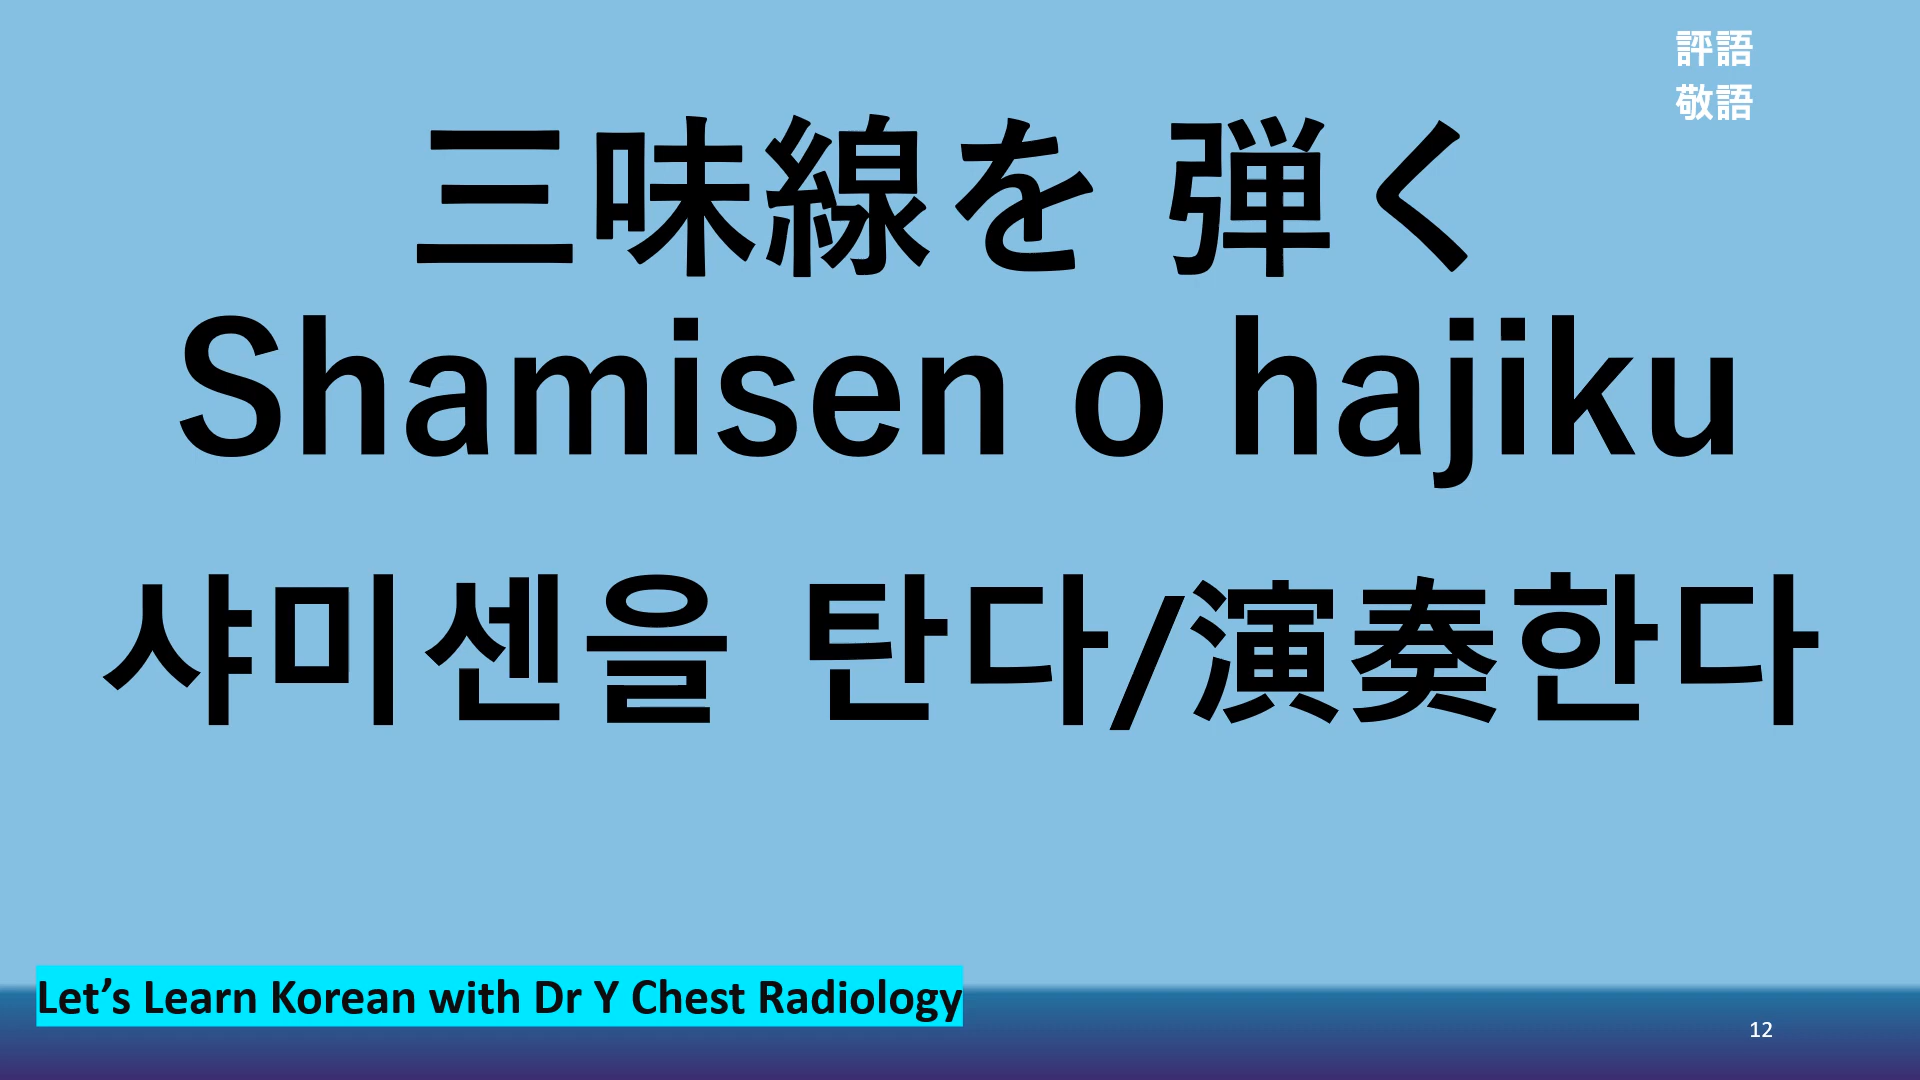 評語
敬語
三味線を 弾く
Shamisen o hajiku
샤미센을 탄다/演奏한다
Let's Learn Korean with Dr Y Chest Radiology
12